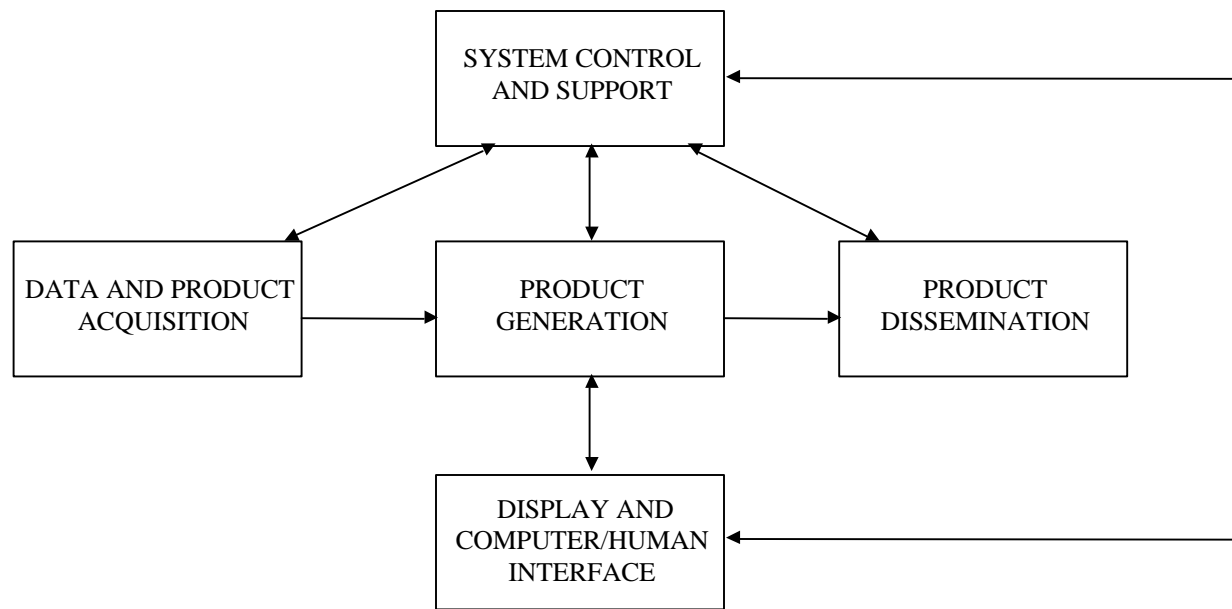 SYSTEM CONTROL
AND SUPPORT
DATA AND PRODUCT
ACQUISITION
PRODUCT
GENERATION
PRODUCT
DISSEMINATION
DISPLAY AND
COMPUTER/HUMAN
INTERFACE